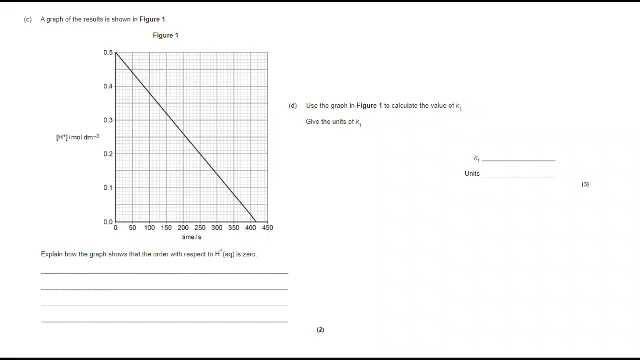 (c) A graph of the results is shown in Figure 1.
Figure 1
0.5
0.4
0.3
[H⁺] /mol dm⁻³
0.2
0.1
0.0
0 50 100 150 200 250 300 350 400 450
time/s
Explain how the graph shows that the order with respect to H⁺(aq) is zero.
(2)
(d) Use the graph in Figure 1 to calculate the value of k₁
Give the units of k₁
k₁
Units
(3)